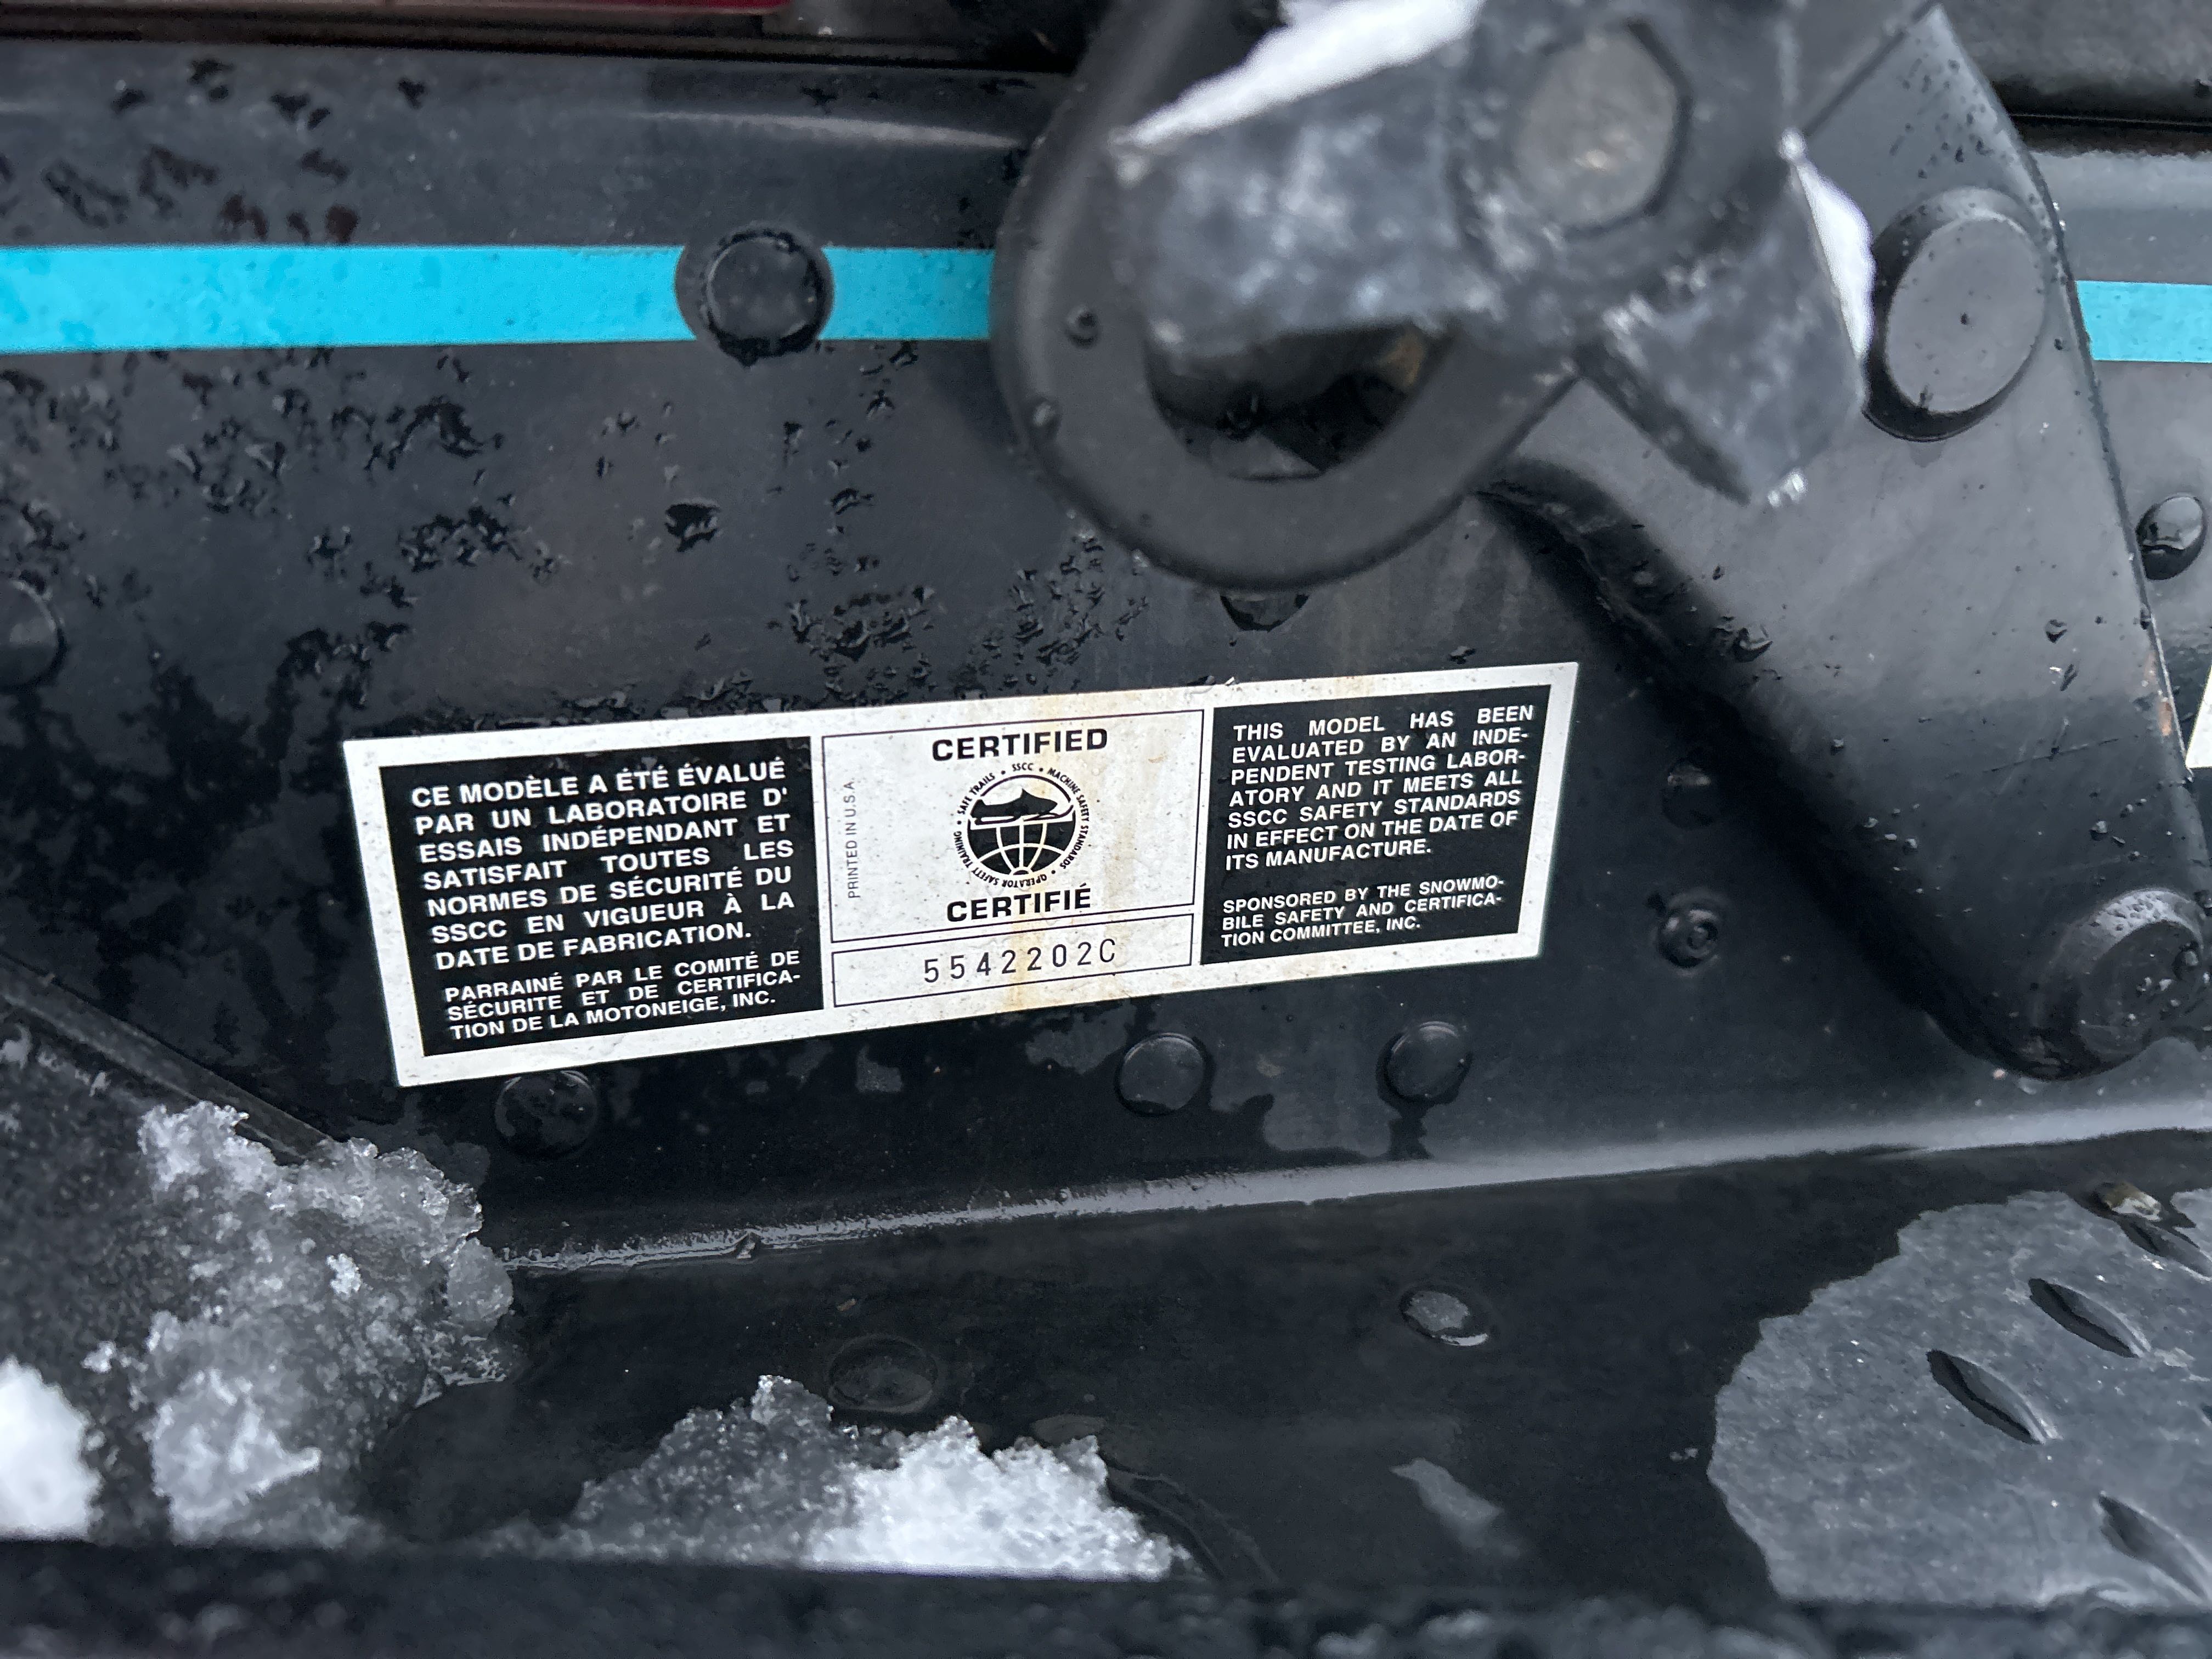 CE MODÈLE A ÉTÉ ÉVALUÉ
PAR UN LABORATOIRE D'
ESSAIS INDÉPENDANT ET
SATISFAIT TOUTES LES
NORMES DE SÉCURITÉ DU
SSCC EN VIGUEUR À LA
DATE DE FABRICATION.
PARRAINÉ PAR LE COMITÉ DE
SÉCURITE ET DE CERTIFICA-
TION DE LA MOTONEIGE, INC.
PRINTED IN U.S.A.
CERTIFIED
SAFE TRAILS • SSCC • MACHINE SAFETY STANDARDS • OPERATOR SAFETY TRAINING •
CERTIFIÉ
5542202C
THIS MODEL HAS BEEN
EVALUATED BY AN INDE-
PENDENT TESTING LABOR-
ATORY AND IT MEETS ALL
SSCC SAFETY STANDARDS
IN EFFECT ON THE DATE OF
ITS MANUFACTURE.
SPONSORED BY THE SNOWMO-
BILE SAFETY AND CERTIFICA-
TION COMMITTEE, INC.